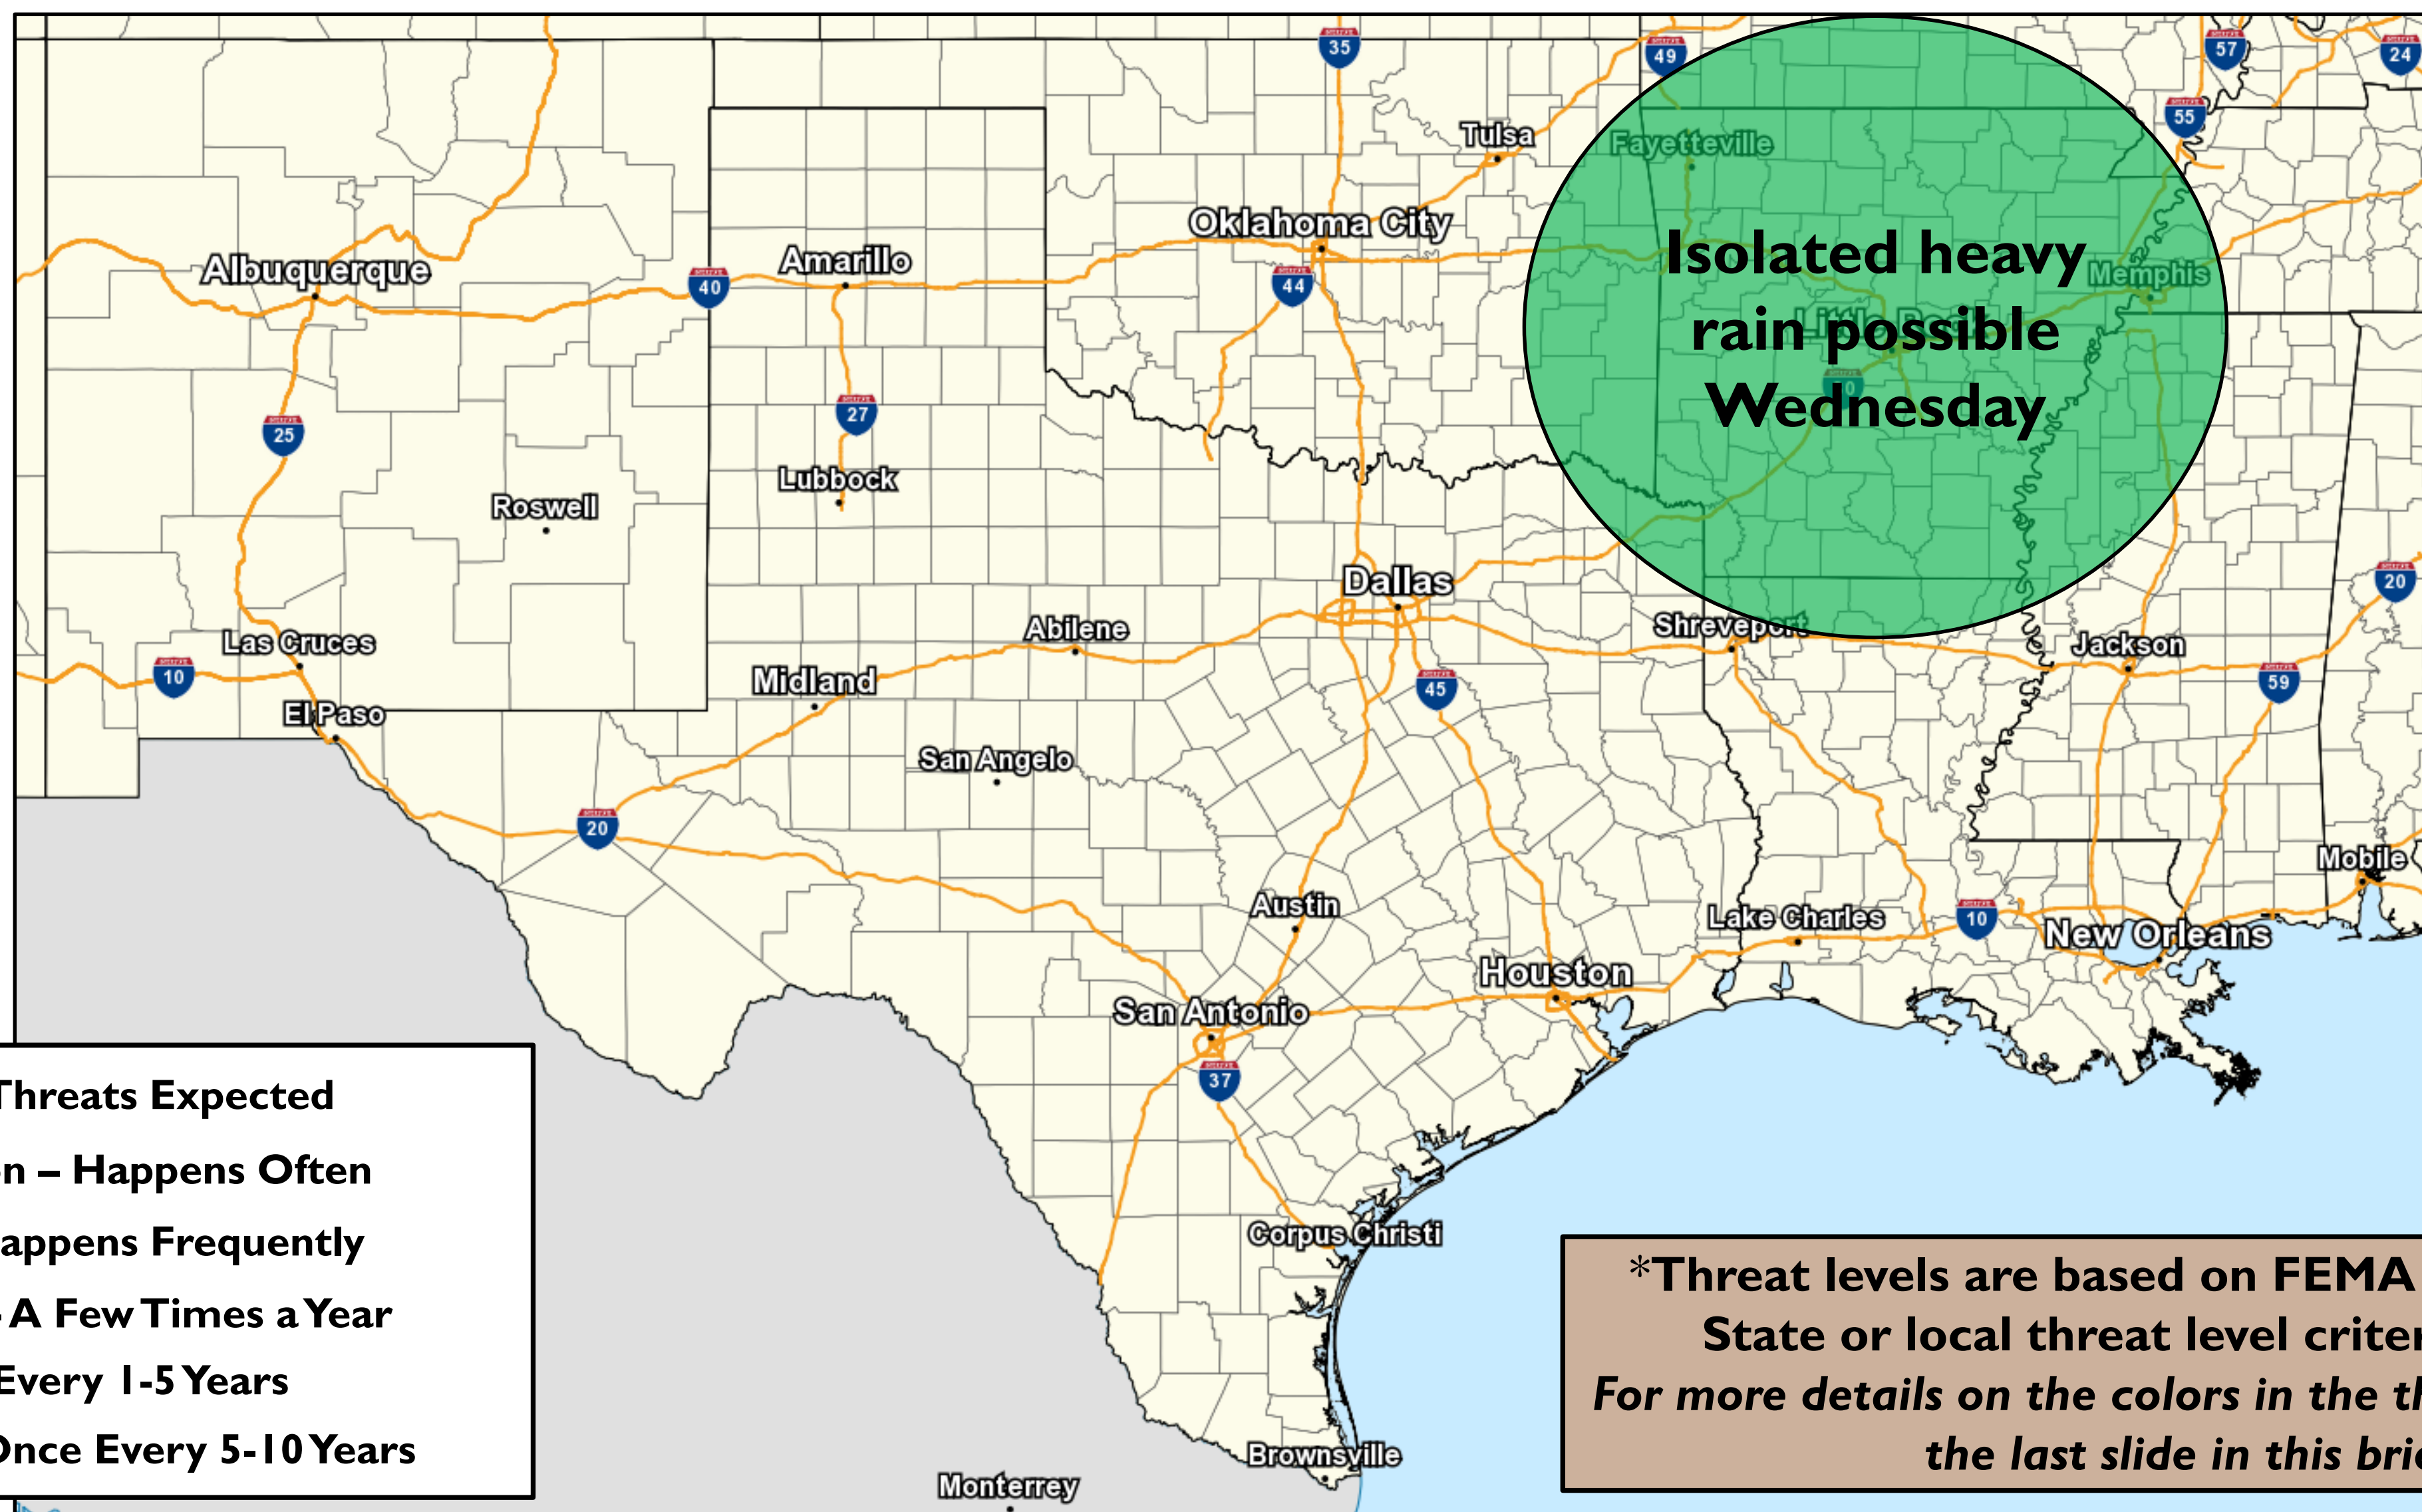 35
49
57
24
55
Tulsa
Fayetteville
Oklahoma City
Isolated heavy
rain possible
Wednesday
Memphis
Little Rock
Albuquerque
Amarillo
40
44
27
25
Lubbock
Roswell
Dallas
20
Las Cruces
Abilene
Shreveport
Jackson
10
Midland
45
59
El Paso
San Angelo
20
Mobile
Austin
Lake Charles
10
New Orleans
Houston
San Antonio
37
Threats Expected
n – Happens Often
appens Frequently
- A Few Times a Year
Every 1-5 Years
Once Every 5-10 Years
Corpus Christi
Brownsville
Monterrey
*Threat levels are based on FEMA
State or local threat level criter
For more details on the colors in the th
the last slide in this brie